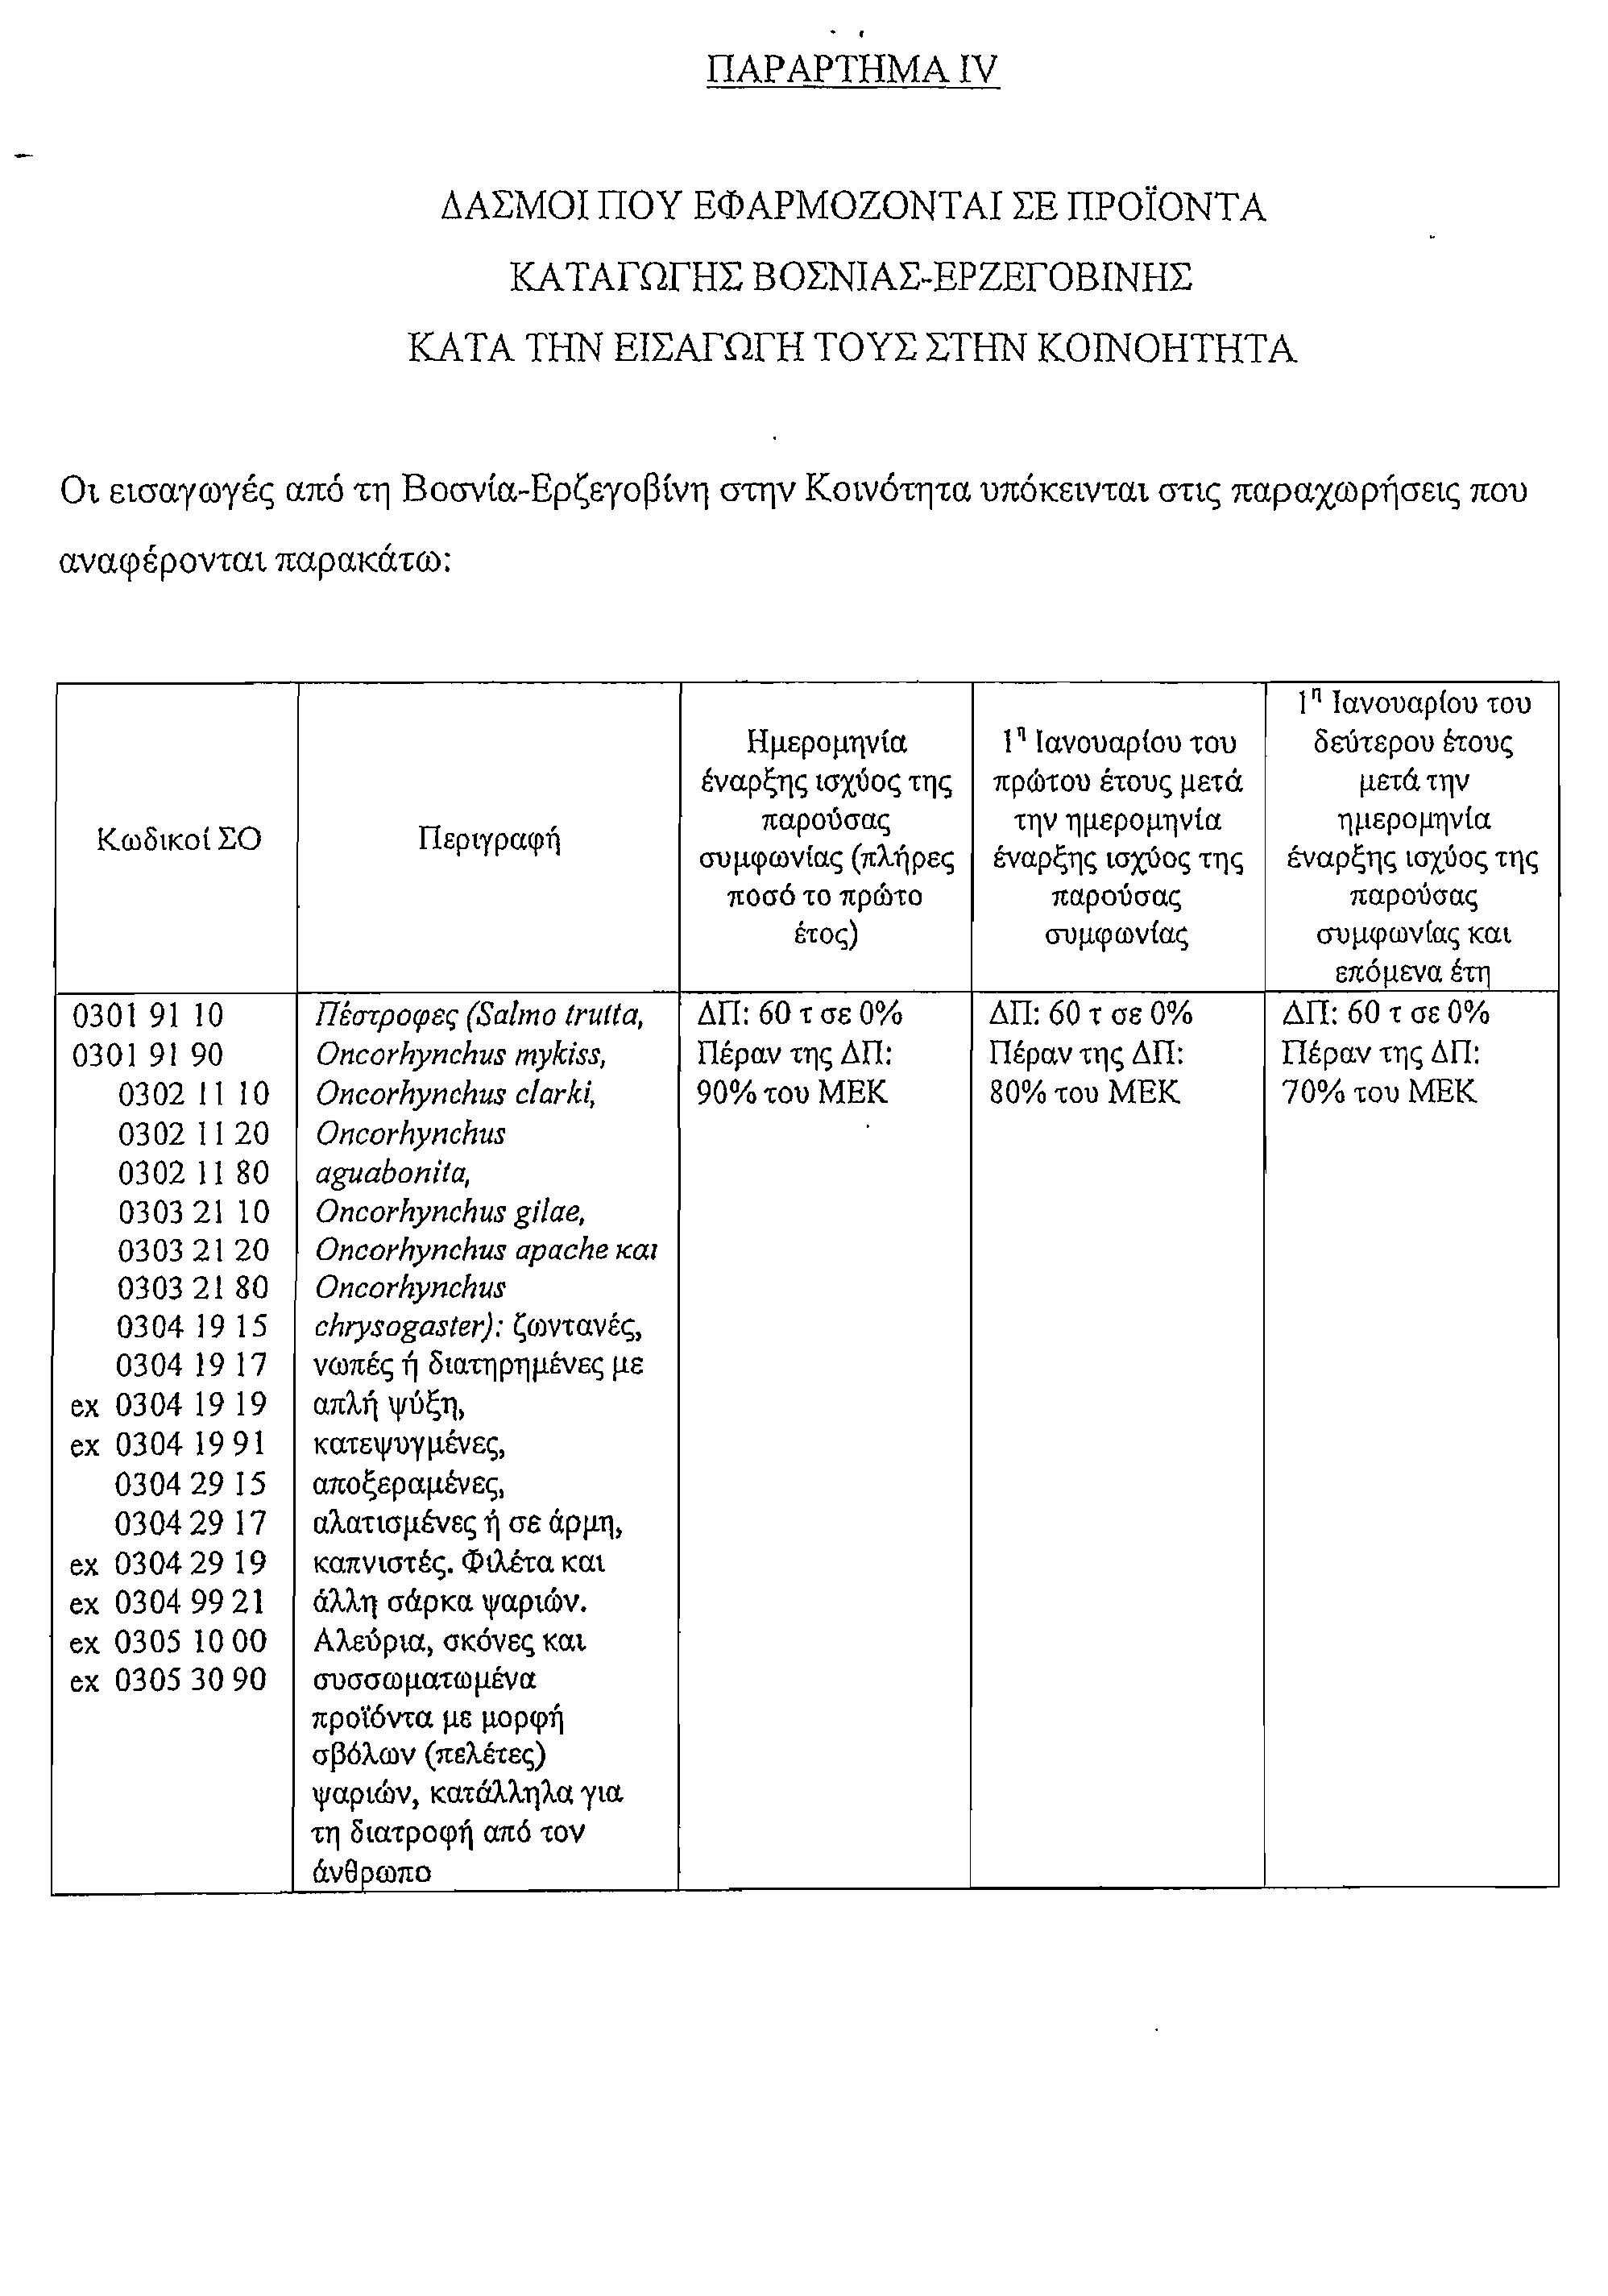 ΠΑΡΑΡΤΗΜΑ IV
ΔΑΣΜΟΙ ΠΟΥ ΕΦΑΡΜΟΖΟΝΤΑΙ ΣΕ ΠΡΟΪΟΝΤΑ
ΚΑΤΑΓΩΓΗΣ ΒΟΣΝΙΑΣ-ΕΡΖΕΓΟΒΙΝΗΣ
ΚΑΤΑ ΤΗΝ ΕΙΣΑΓΩΓΗ ΤΟΥΣ ΣΤΗΝ ΚΟΙΝΟΗΤΗΤΑ
Οι εισαγωγές από τη Βοσνία-Ερζεγοβίνη στην Κοινότητα υπόκεινται στις παραχωρήσεις που
αναφέρονται παρακάτω:
Κωδικοί ΣΟ
Περιγραφή
Ημερομηνία
έναρξης ισχύος της
παρούσας
συμφωνίας (πλήρες
ποσό το πρώτο
έτος)
1η Ιανουαρίου του
πρώτου έτους μετά
την ημερομηνία
έναρξης ισχύος της
παρούσας
συμφωνίας
1η Ιανουαρίου του
δεύτερου έτους
μετά την
ημερομηνία
έναρξης ισχύος της
παρούσας
συμφωνίας και
επόμενα έτη
0301 91 10
0301 91 90
0302 11 10
0302 11 20
0302 11 80
0303 21 10
0303 21 20
0303 21 80
0304 19 15
0304 19 17
ex 0304 19 19
ex 0304 19 91
0304 29 15
0304 29 17
ex 0304 29 19
ex 0304 99 21
ex 0305 10 00
ex 0305 30 90
Πέστροφες (Salmo trutta,
Oncorhynchus mykiss,
Oncorhynchus clarki,
Oncorhynchus
aguabonita,
Oncorhynchus gilae,
Oncorhynchus apache και
Oncorhynchus
chrysogaster): ζωντανές,
νωπές ή διατηρημένες με
απλή ψύξη,
κατεψυγμένες,
αποξεραμένες,
αλατισμένες ή σε άρμη,
καπνιστές. Φιλέτα και
άλλη σάρκα ψαριών.
Αλεύρια, σκόνες και
συσσωματωμένα
προϊόντα με μορφή
σβόλων (πελέτες)
ψαριών, κατάλληλα για
τη διατροφή από τον
άνθρωπο
ΔΠ: 60 τ σε 0%
Πέραν της ΔΠ:
90% του ΜΕΚ
ΔΠ: 60 τ σε 0%
Πέραν της ΔΠ:
80% του ΜΕΚ
ΔΠ: 60 τ σε 0%
Πέραν της ΔΠ:
70% του ΜΕΚ